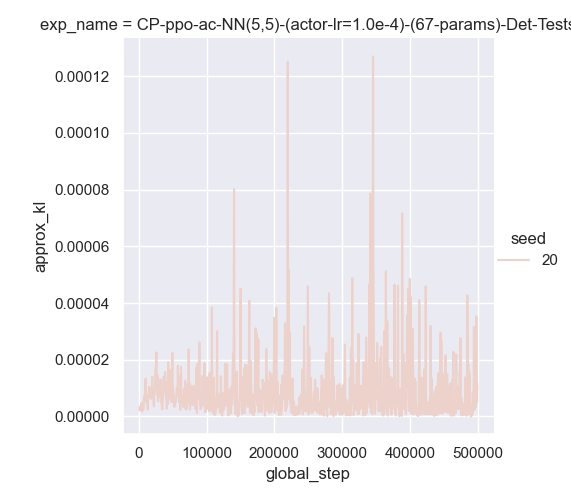 exp_name = CP-ppo-ac-NN(5,5)-(actor-lr=1.0e-4)-(67-params)-Det-Tests
0.00012
0.00010
0.00008
0.00006
0.00004
0.00002
0.00000
approx_kl
seed
20
0 100000 200000 300000 400000 500000
global_step